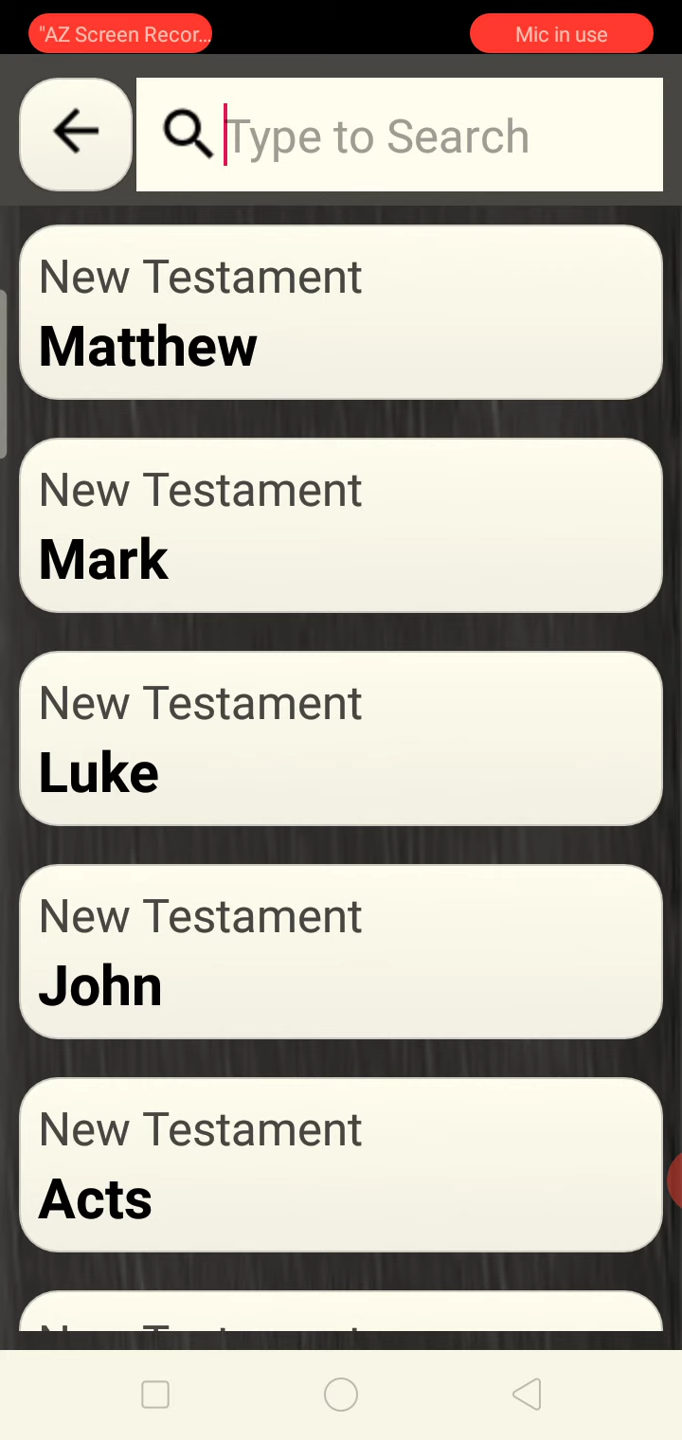 "AZ Screen Recor...
Mic in use
Type to Search
New Testament
Matthew
New Testament
Mark
New Testament
Luke
New Testament
John
New Testament
Acts